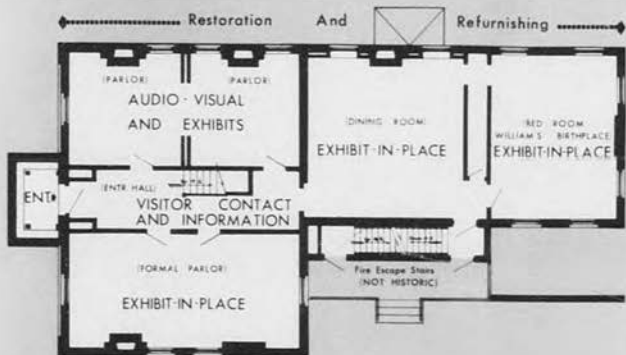 Restoration And Refurnishing
(PARLOR) (PARLOR)
AUDIO-VISUAL
AND EXHIBITS
(DINING ROOM)
EXHIBIT-IN-PLACE
(BED ROOM
WILLIAM'S BIRTHPLACE)
EXHIBIT-IN-PLACE
ENT
(ENTR. HALL)
VISITOR CONTACT
AND INFORMATION
(FORMAL PARLOR)
EXHIBIT-IN-PLACE
Fire Escape Stairs
(NOT HISTORIC)